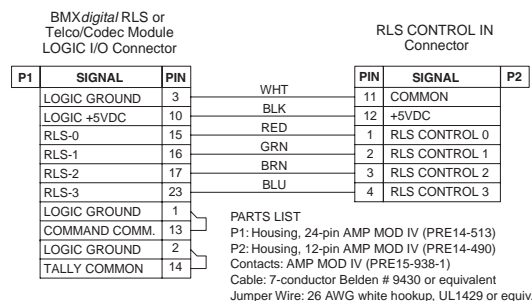 BMXdigital RLS or
Telco/Codec Module
LOGIC I/O Connector
RLS CONTROL IN
Connector
P1 SIGNAL PIN
PIN SIGNAL P2
LOGIC GROUND 3 WHT 11 COMMON
LOGIC +5VDC 10 BLK 12 +5VDC
RLS-0 15 RED 1 RLS CONTROL 0
RLS-1 16 GRN 2 RLS CONTROL 1
RLS-2 17 BRN 3 RLS CONTROL 2
RLS-3 23 BLU 4 RLS CONTROL 3
LOGIC GROUND 1
COMMAND COMM. 13
LOGIC GROUND 2
TALLY COMMON 14
PARTS LIST
P1: Housing, 24-pin AMP MOD IV (PRE14-513)
P2: Housing, 12-pin AMP MOD IV (PRE14-490)
Contacts: AMP MOD IV (PRE15-938-1)
Cable: 7-conductor Belden # 9430 or equivalent
Jumper Wire: 26 AWG white hookup, UL1429 or equiv